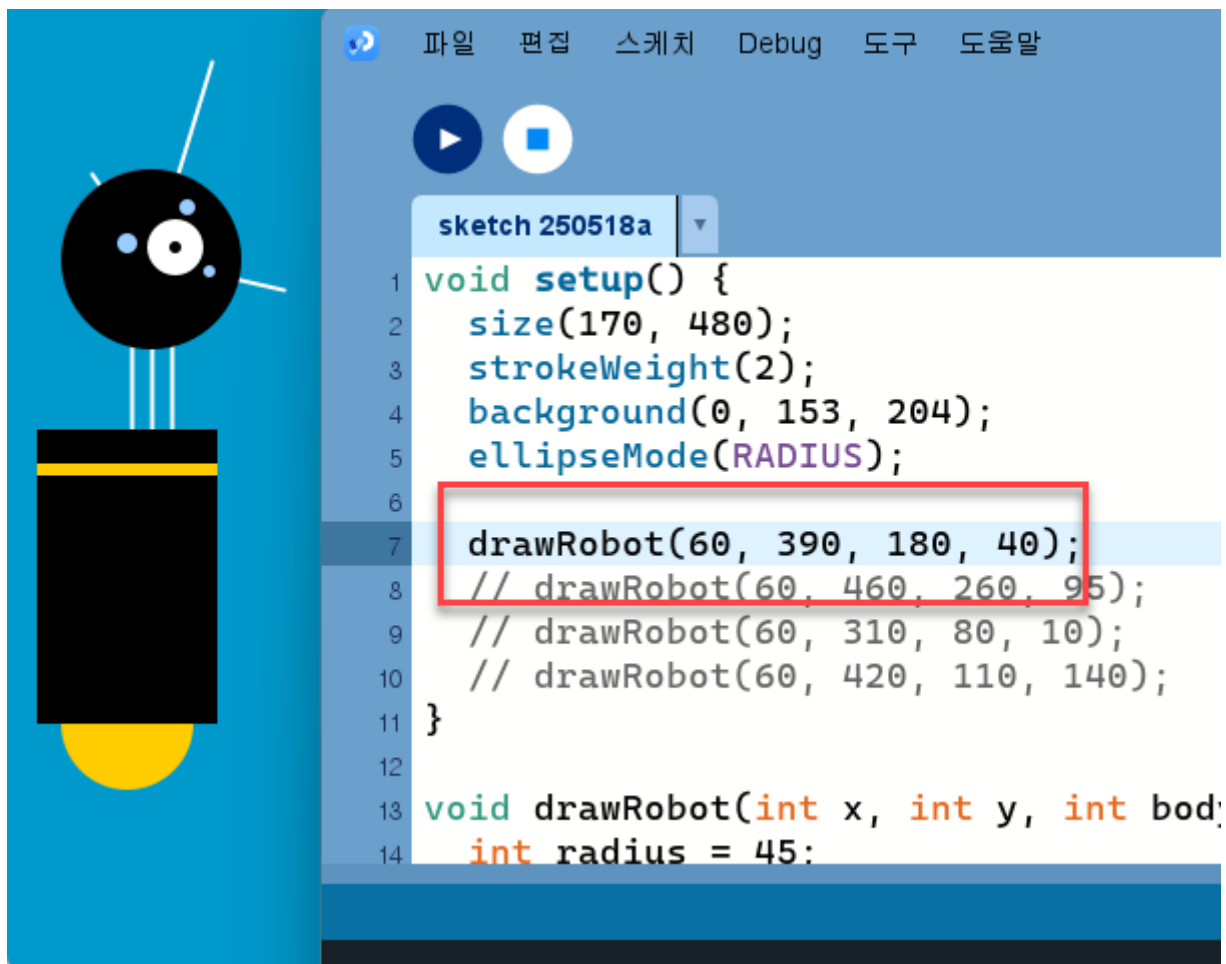 파일 편집 스케치 Debug 도구 도움말
sketch 250518a ▼
1 void setup() {
2 size(170, 480);
3 strokeWeight(2);
4 background(0, 153, 204);
5 ellipseMode(RADIUS);
6
7 drawRobot(60, 390, 180, 40);
8 // drawRobot(60, 460, 260, 95);
9 // drawRobot(60, 310, 80, 10);
10 // drawRobot(60, 420, 110, 140);
11 }
12
13 void drawRobot(int x, int y, int body
14 int radius = 45;